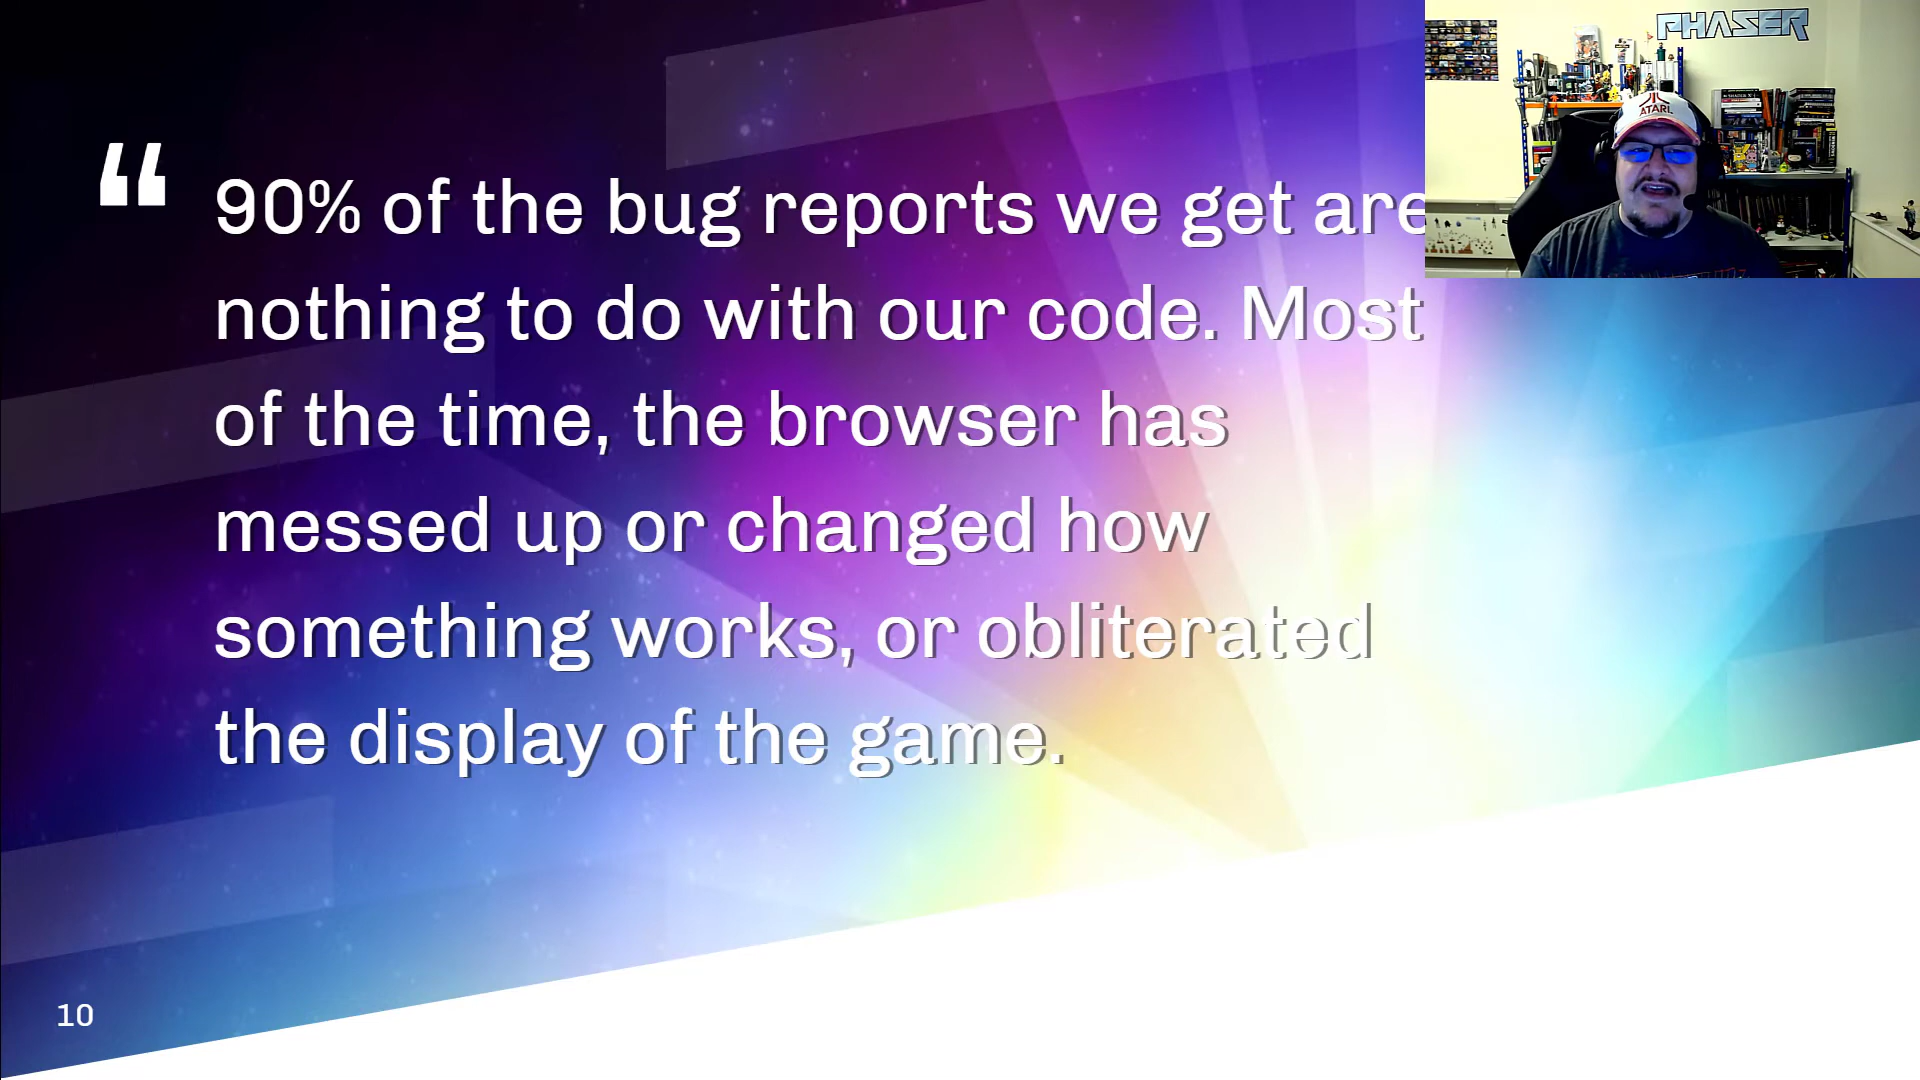 PHASER
ATARI
“
90% of the bug reports we get are
nothing to do with our code. Most
of the time, the browser has
messed up or changed how
something works, or obliterated
the display of the game.
10